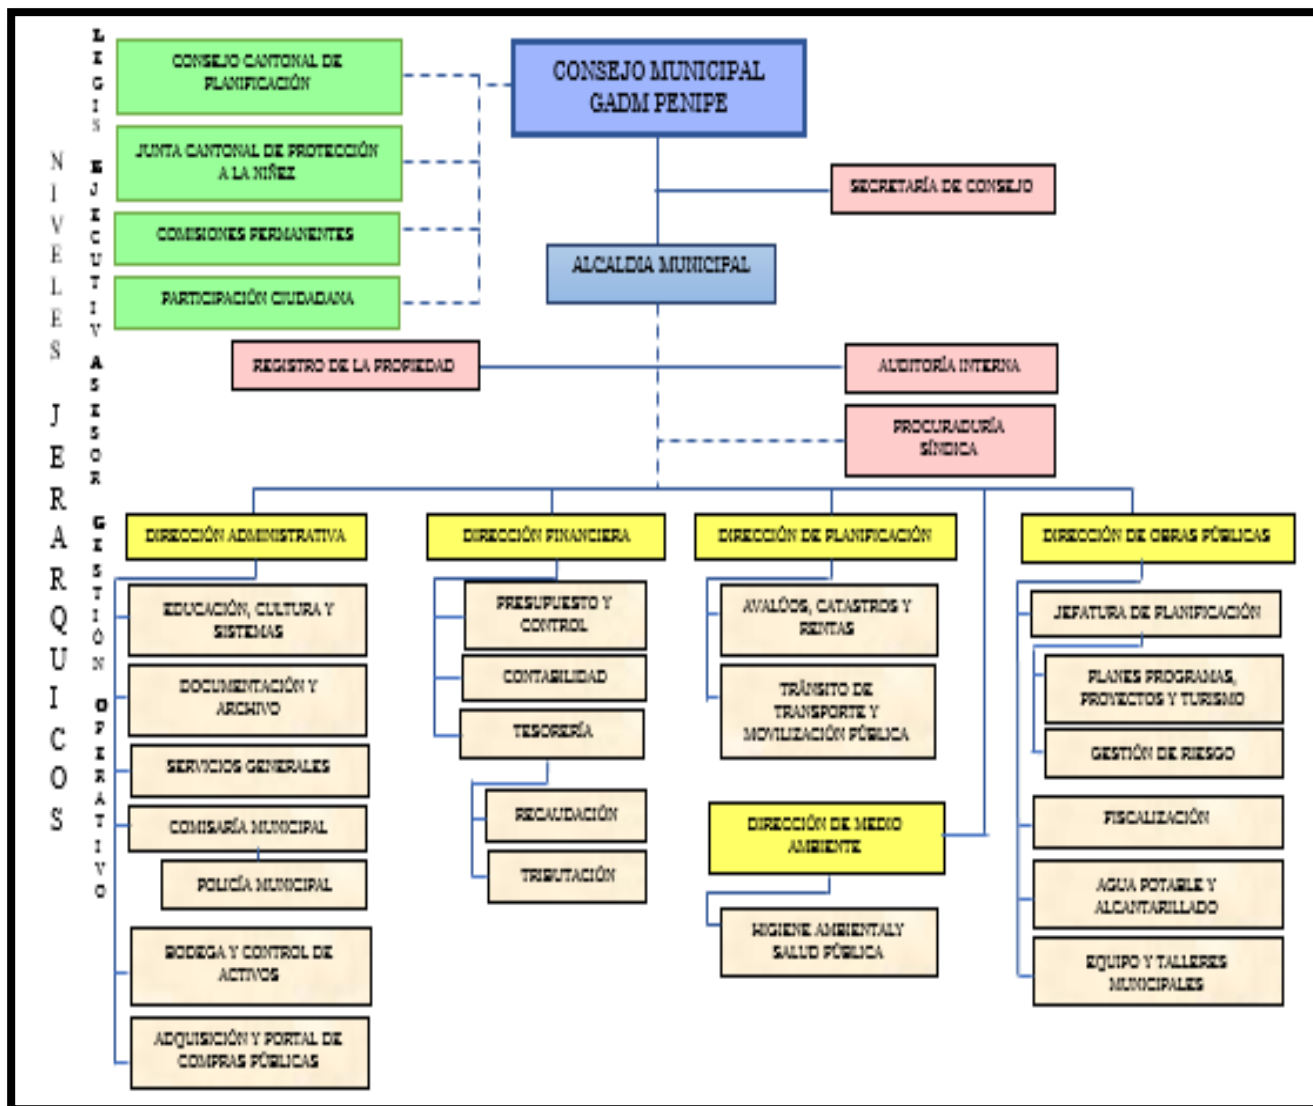 NIVELES JERARQUICOS
LEGIS EJECUTIV ASESOR GESTIÓN OPERATIVO
CONSEJO CANTONAL DE
PLANIFICACIÓN
JUNTA CANTONAL DE PROTECCIÓN
A LA NIÑEZ
COMISIONES PERMANENTES
PARTICIPACIÓN CIUDADANA
CONSEJO MUNICIPAL
GADM PENIPE
SECRETARÍA DE CONSEJO
ALCALDIA MUNICIPAL
REGISTRO DE LA PROPIEDAD
AUDITORÍA INTERNA
PROCURADURÍA
SÍNDICA
DIRECCIÓN ADMINISTRATIVA
EDUCACIÓN, CULTURA Y
SISTEMAS
DOCUMENTACIÓN Y
ARCHIVO
SERVICIOS GENERALES
COMISARÍA MUNICIPAL
POLICÍA MUNICIPAL
BODEGA Y CONTROL DE
ACTIVOS
ADQUISICIÓN Y PORTAL DE
COMPRAS PÚBLICAS
DIRECCIÓN FINANCIERA
PRESUPUESTO Y
CONTROL
CONTABILIDAD
TESORERÍA
RECAUDACIÓN
TRIBUTACIÓN
DIRECCIÓN DE PLANIFICACIÓN
AVALÚOS, CATASTROS Y
RENTAS
TRÁNSITO DE
TRANSPORTE Y
MOVILIZACIÓN PÚBLICA
DIRECCIÓN DE MEDIO
AMBIENTE
HIGIENE AMBIENTALY
SALUD PÚBLICA
DIRECCIÓN DE OBRAS PÚBLICAS
JEFATURA DE PLANIFICACIÓN
PLANES PROGRAMAS,
PROYECTOS Y TURISMO
GESTIÓN DE RIESGO
FISCALIZACIÓN
AGUA POTABLE Y
ALCANTARILLADO
EQUIPO Y TALLERES
MUNICIPALES